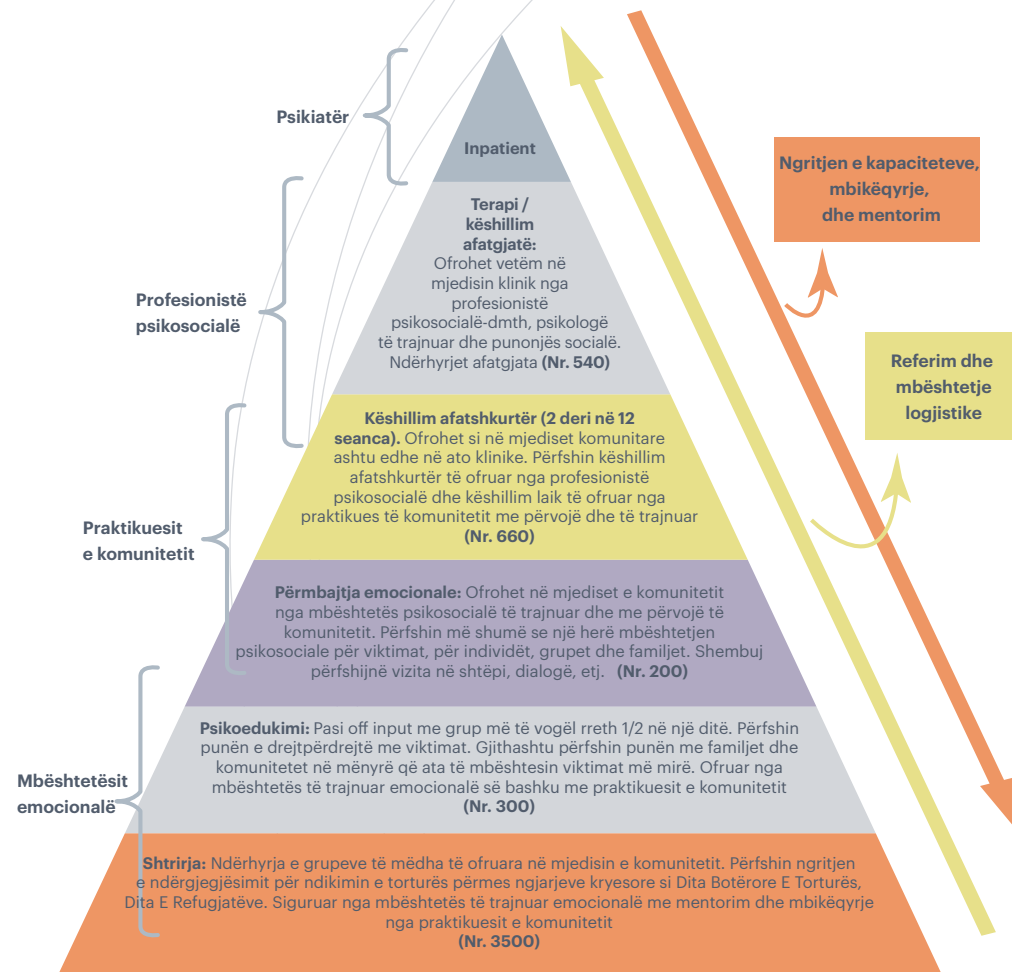 Psikiatër
Inpatient
Ngritjen e kapaciteteve,
mbikëqyrje,
dhe mentorim
Profesionistë
psikosocialë
Terapi /
këshillim
afatgjatë:
Ofrohet vetëm në
mjedisin klinik nga
profesionistë
psikosocialë-dmth, psikologë
të trajnuar dhe punonjës socialë.
Ndërhyrjet afatgjata (Nr. 540)
Referim dhe
mbështetje
logjistike
Praktikuesit
e komunitetit
Këshillim afatshkurtër (2 deri në 12
seanca). Ofrohet si në mjediset komunitare
ashtu edhe në ato klinike. Përfshin këshillim
afatshkurtër të ofruar nga profesionistë
psikosocialë dhe këshillim laik të ofruar nga
praktikues të komunitetit me përvojë dhe të trajnuar
(Nr. 660)
Përmbajtja emocionale: Ofrohet në mjediset e komunitetit
nga mbështetës psikosocialë të trajnuar dhe me përvojë të
komunitetit. Përfshin më shumë se një herë mbështetjen
psikosociale për viktimat, për individët, grupet dhe familjet. Shembuj
përfshijnë vizita në shtëpi, dialogë, etj. (Nr. 200)
Mbështetësit
emocionalë
Psikoedukimi: Pasi off input me grup më të vogël rreth 1/2 në një ditë. Përfshin
punën e drejtpërdrejtë me viktimat. Gjithashtu përfshin punën me familjet dhe
komunitetet në mënyrë që ata të mbështesin viktimat më mirë. Ofruar nga
mbështetës të trajnuar emocionalë së bashku me praktikuesit e komunitetit
(Nr. 300)
Shtrirja: Ndërhyrja e grupeve të mëdha të ofruara në mjedisin e komunitetit. Përfshin ngritjen
e ndërgjegjësimit për ndikimin e torturës përmes ngjarjeve kryesore si Dita Botërore E Torturës,
Dita E Refugjatëve. Siguruar nga mbështetës të trajnuar emocionalë me mentorim dhe mbikëqyrje
nga praktikuesit e komunitetit
(Nr. 3500)